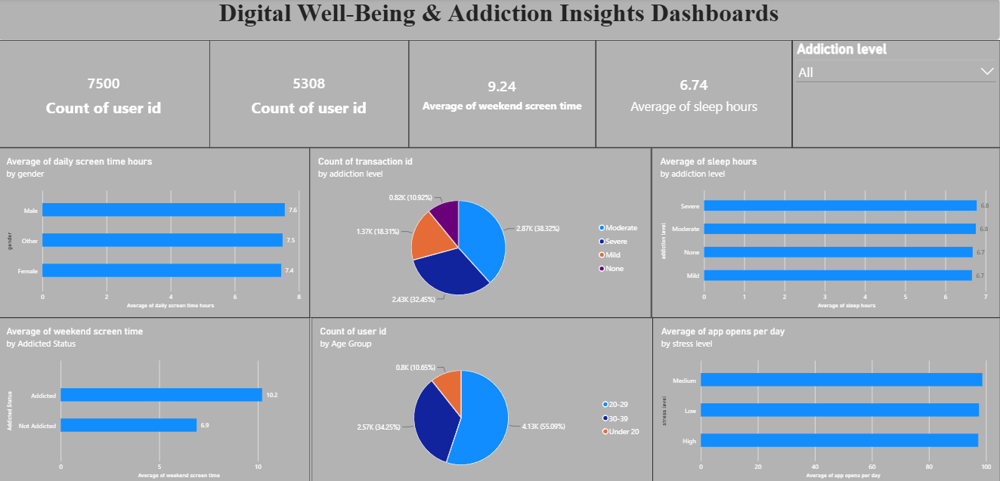 Digital Well-Being & Addiction Insights Dashboards
7500
Count of user id
5308
Count of user id
9.24
Average of weekend screen time
6.74
Average of sleep hours
Addiction level
All
Average of daily screen time hours
by gender
gender
Male
7.6
Other
7.5
Female
7.4
0 2 4 6 8
Average of daily screen time hours
Count of transaction id
by addiction level
0.82K (10.92%)
1.37K (18.31%)
2.87K (38.32%)
2.43K (32.45%)
Moderate
Severe
Mild
None
Average of sleep hours
by addiction level
addiction level
Severe
6.8
Moderate
6.8
None
6.7
Mild
6.7
0 1 2 3 4 5 6 7
Average of sleep hours
Average of weekend screen time
by Addicted Status
Addicted Status
Addicted
10.2
Not Addicted
6.9
0 5 10
Average of weekend screen time
Count of user id
by Age Group
0.8K (10.65%)
2.57K (34.25%)
4.13K (55.09%)
20-29
30-39
Under 20
Average of app opens per day
by stress level
stress level
Medium
Low
High
0 20 40 60 80 100
Average of app opens per day